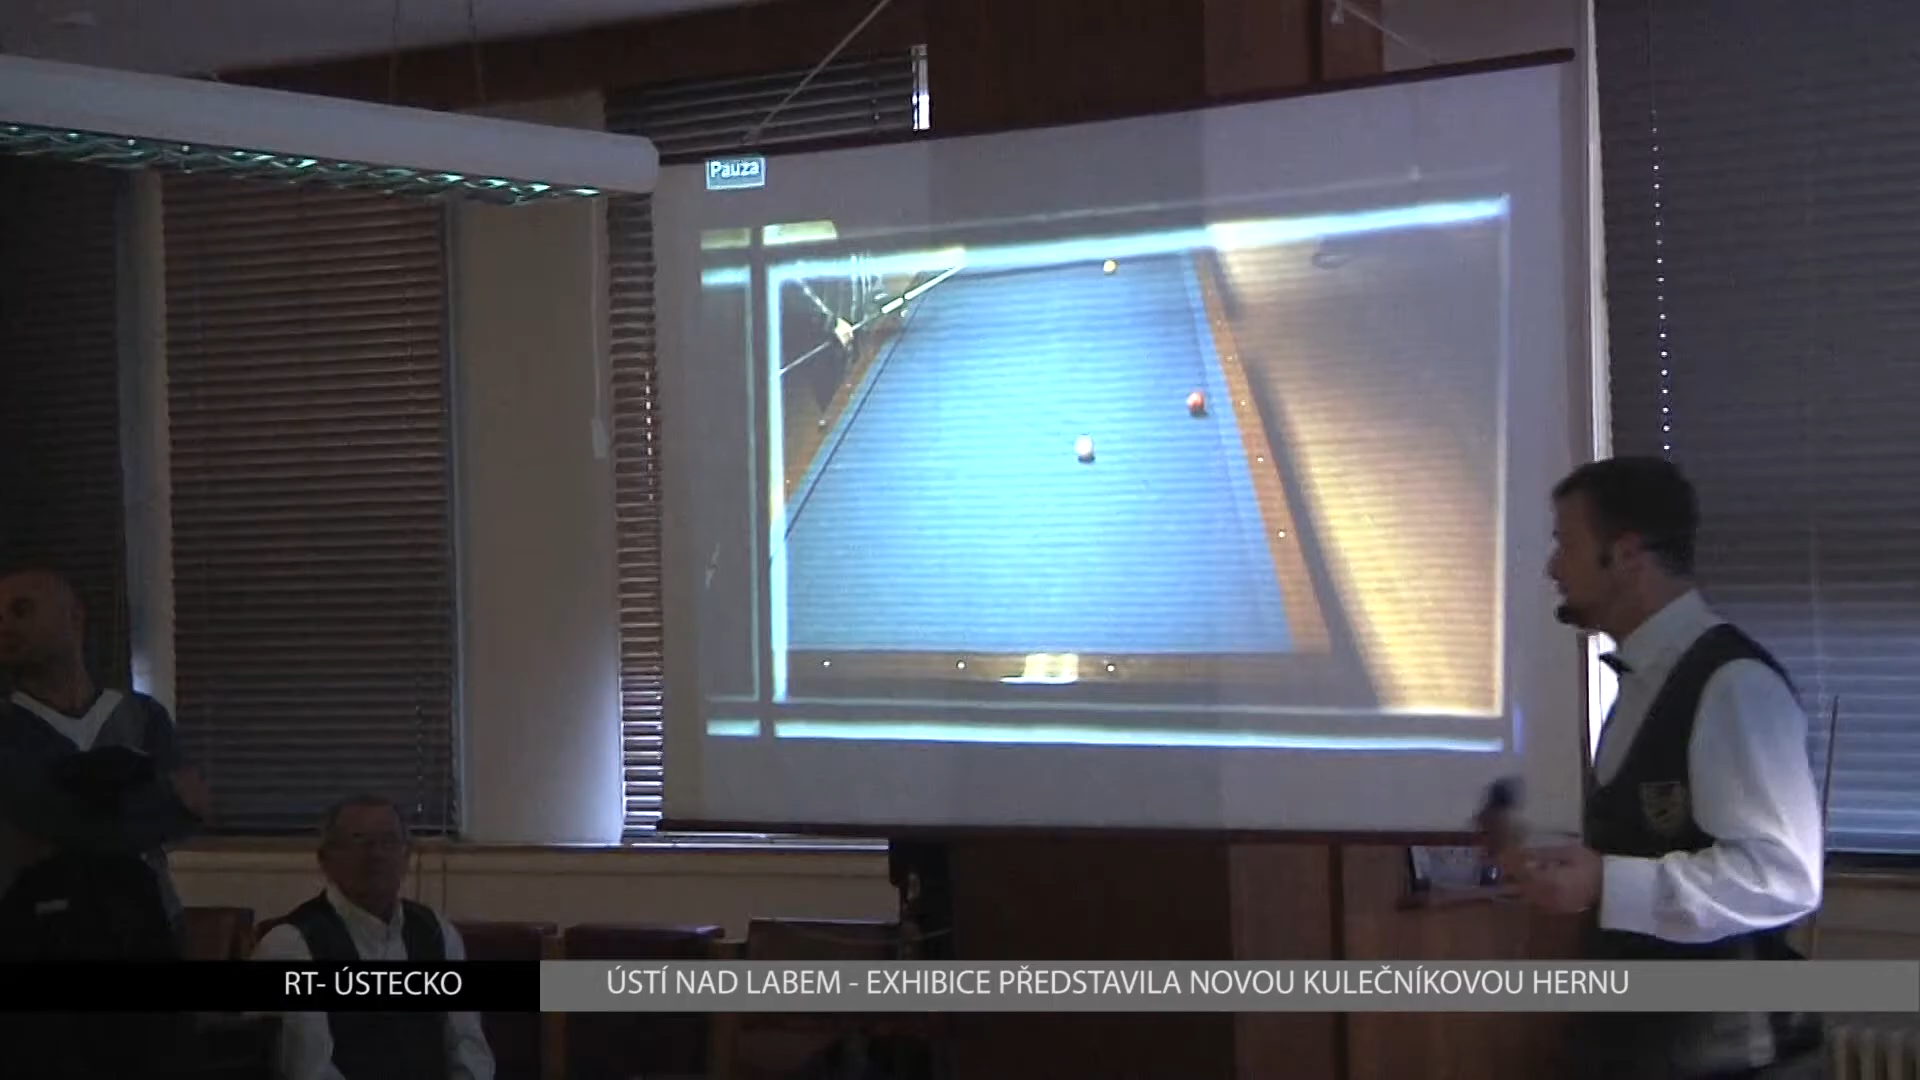 Pauza
RT- ÚSTECKO
ÚSTÍ NAD LABEM - EXHIBICE PŘEDSTAVILA NOVOU KULEČNÍKOVOU HERNU